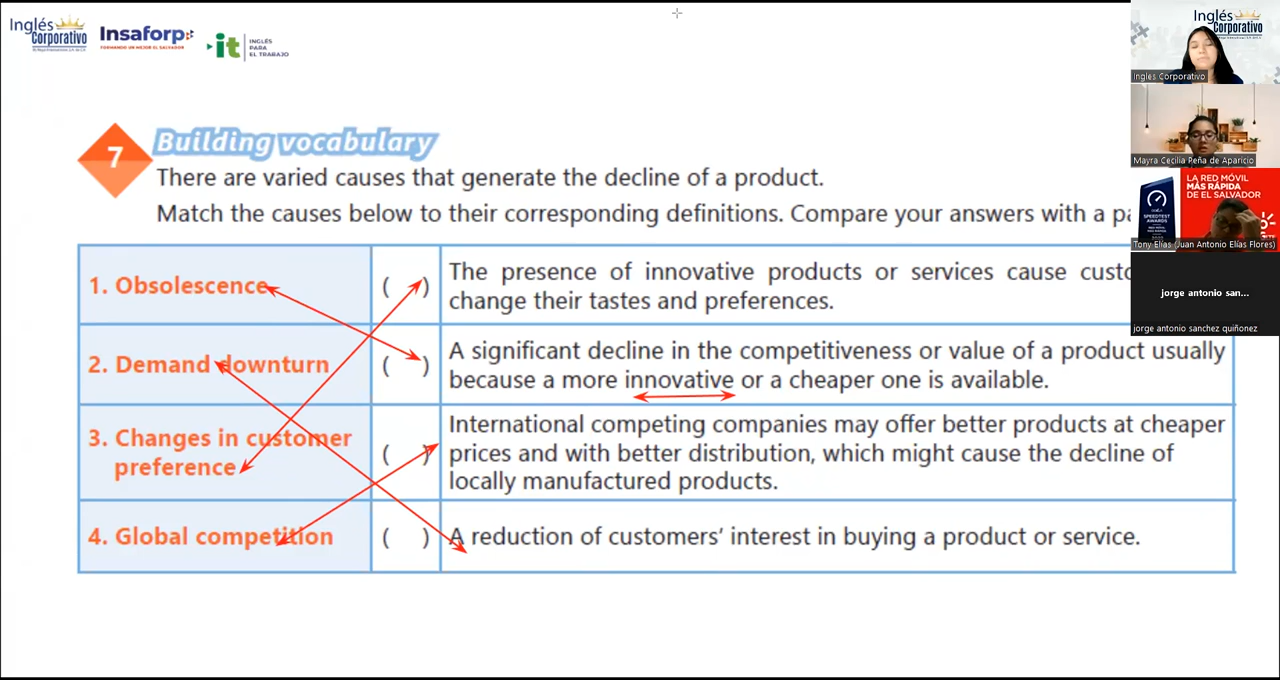 Inglés
Corporativo
Insaforp
FORMANDO UN MEJOR EL SALVADOR
it
INGLÉS
PARA
EL TRABAJO
7
Building vocabulary
There are varied causes that generate the decline of a product.
Match the causes below to their corresponding definitions. Compare your answers with a pa
1. Obsolescence
( )
The presence of innovative products or services cause custo
change their tastes and preferences.
2. Demand downturn
( )
A significant decline in the competitiveness or value of a product usually
because a more innovative or a cheaper one is available.
3. Changes in customer
preference
( )
International competing companies may offer better products at cheaper
prices and with better distribution, which might cause the decline of
locally manufactured products.
4. Global competition
( )
A reduction of customers’ interest in buying a product or service.
Inglés
Corporativo
Ingles Corporativo
Mayra Cecilia Peña de Aparicio
LA RED MÓVIL
MÁS RÁPIDA
DE EL SALVADOR
SPEEDTEST
AWARDS
Tony Elías (Juan Antonio Elías Flores)
jorge antonio san...
jorge antonio sanchez quiñonez